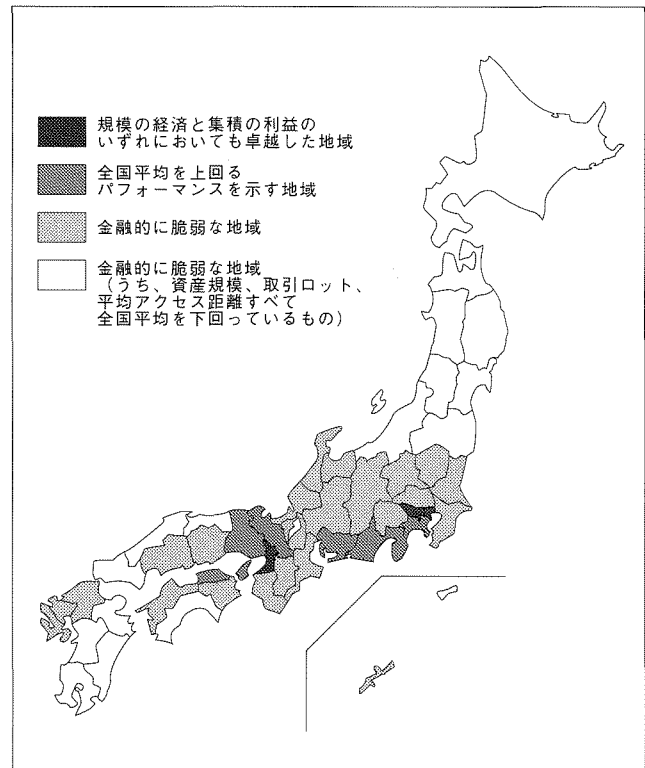 規模の経済と集積の利益の
いずれにおいても卓越した地域
全国平均を上回る
パフォーマンスを示す地域
金融的に脆弱な地域
金融的に脆弱な地域
（うち、資産規模、取引ロット、
平均アクセス距離すべて
全国平均を下回っているもの）